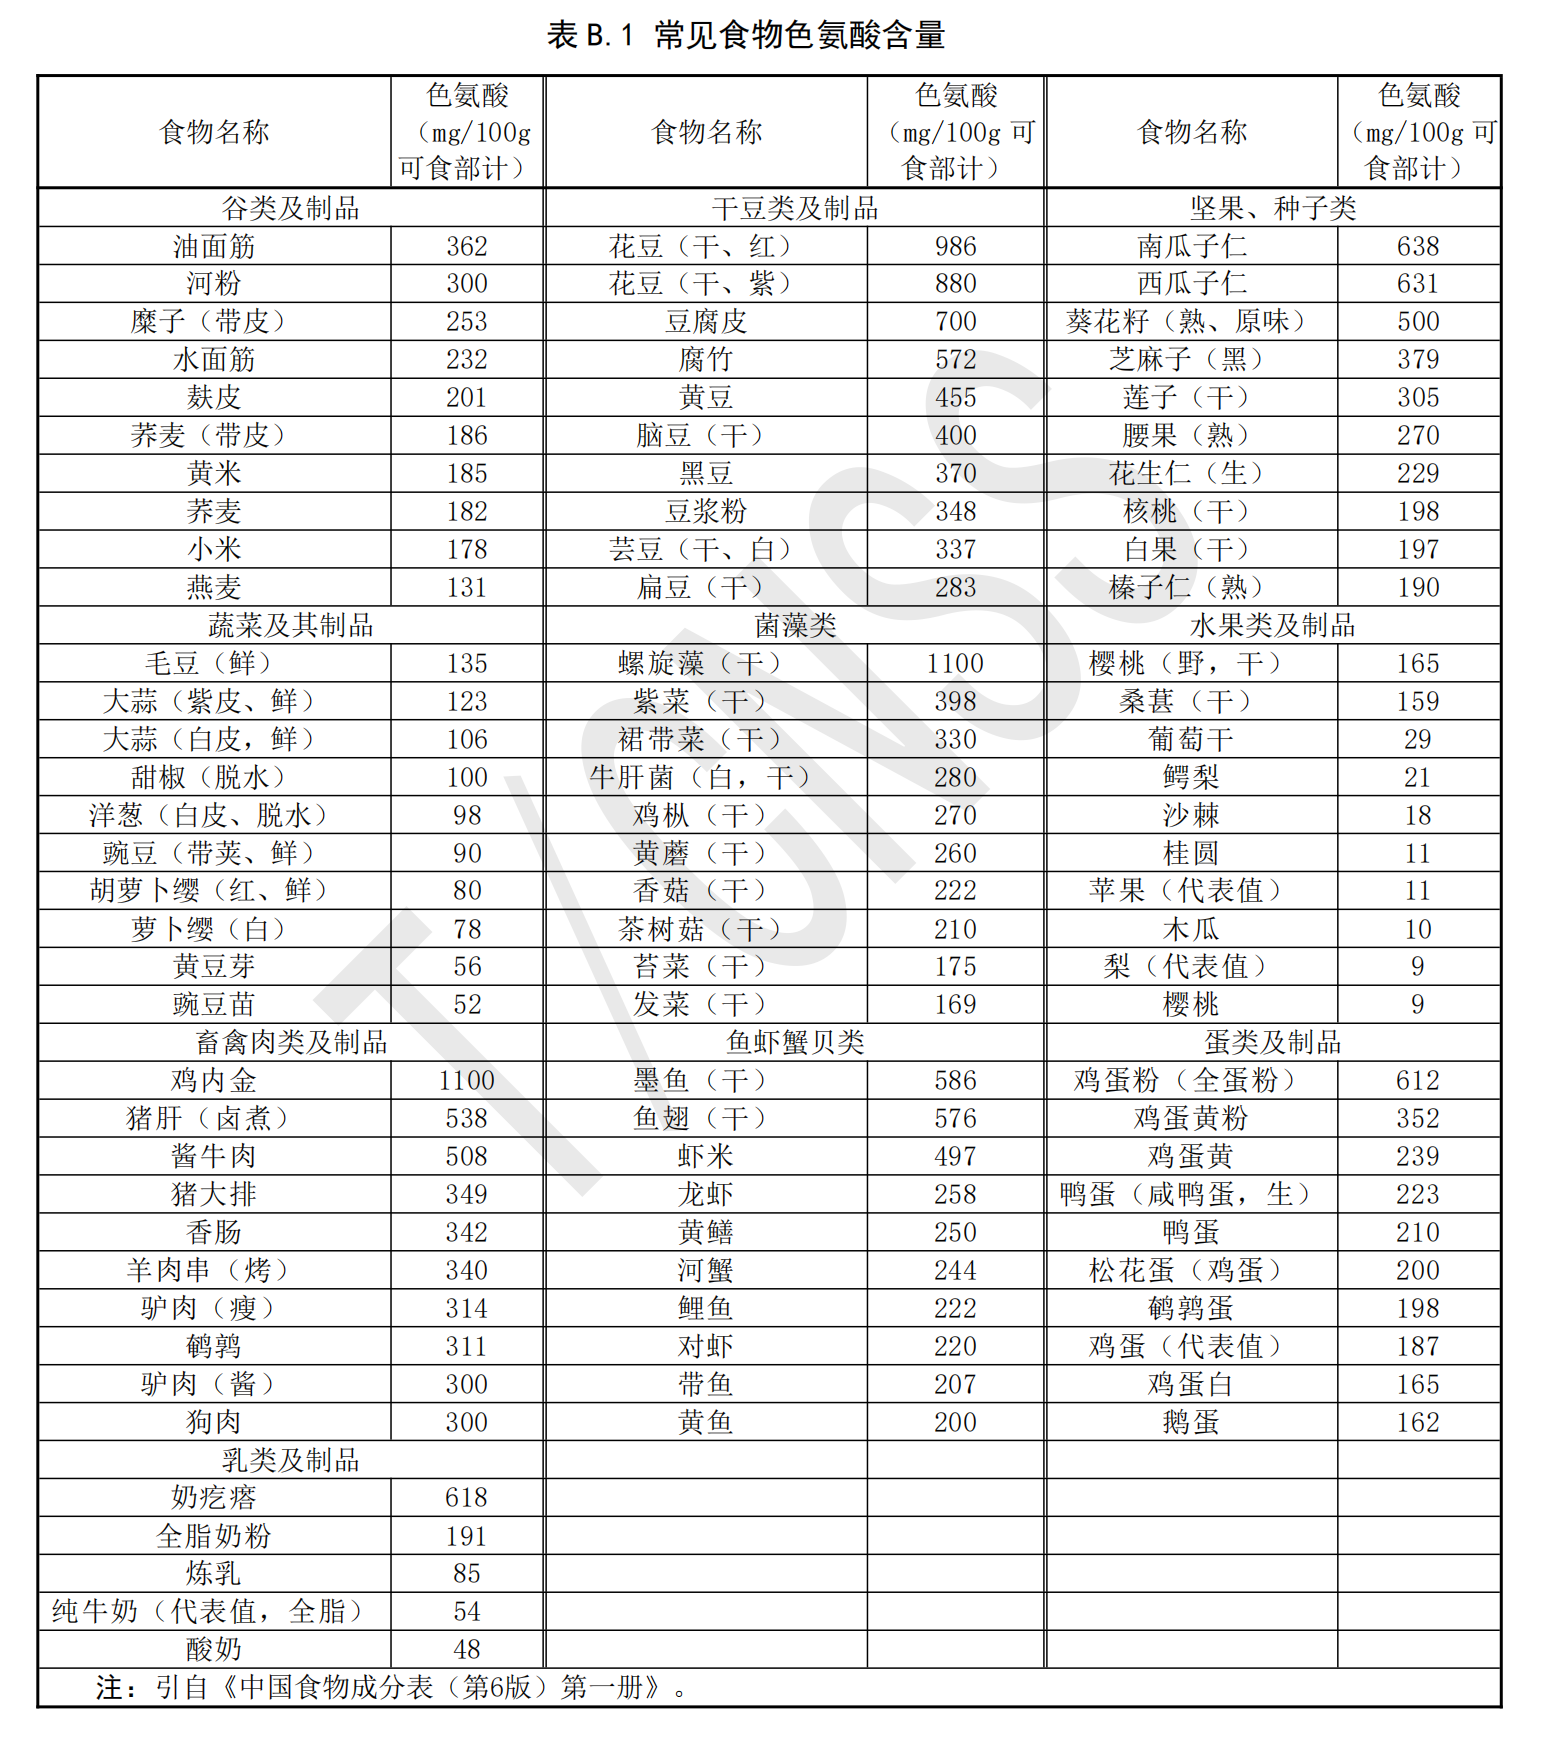 表 B.1 常见食物色氨酸含量
食物名称 色氨酸（mg/100g可食部计） 食物名称 色氨酸（mg/100g 可食部计） 食物名称 色氨酸（mg/100g 可食部计）
谷类及制品 干豆类及制品 坚果、种子类
油面筋 362 花豆（干、红） 986 南瓜子仁 638
河粉 300 花豆（干、紫） 880 西瓜子仁 631
糜子（带皮） 253 豆腐皮 700 葵花籽（熟、原味） 500
水面筋 232 腐竹 572 芝麻子（黑） 379
麸皮 201 黄豆 455 莲子（干） 305
荞麦（带皮） 186 脑豆（干） 400 腰果（熟） 270
黄米 185 黑豆 370 花生仁（生） 229
荞麦 182 豆浆粉 348 核桃（干） 198
小米 178 芸豆（干、白） 337 白果（干） 197
燕麦 131 扁豆（干） 283 榛子仁（熟） 190
蔬菜及其制品 菌藻类 水果类及制品
毛豆（鲜） 135 螺旋藻（干） 1100 樱桃（野，干） 165
大蒜（紫皮、鲜） 123 紫菜（干） 398 桑葚（干） 159
大蒜（白皮，鲜） 106 裙带菜（干） 330 葡萄干 29
甜椒（脱水） 100 牛肝菌（白，干） 280 鳄梨 21
洋葱（白皮、脱水） 98 鸡枞（干） 270 沙棘 18
豌豆（带荚、鲜） 90 黄蘑（干） 260 桂圆 11
胡萝卜缨（红、鲜） 80 香菇（干） 222 苹果（代表值） 11
萝卜缨（白） 78 茶树菇（干） 210 木瓜 10
黄豆芽 56 苔菜（干） 175 梨（代表值） 9
豌豆苗 52 发菜（干） 169 樱桃 9
畜禽肉类及制品 鱼虾蟹贝类 蛋类及制品
鸡内金 1100 墨鱼（干） 586 鸡蛋粉（全蛋粉） 612
猪肝（卤煮） 538 鱼翅（干） 576 鸡蛋黄粉 352
酱牛肉 508 虾米 497 鸡蛋黄 239
猪大排 349 龙虾 258 鸭蛋（咸鸭蛋，生） 223
香肠 342 黄鳝 250 鸭蛋 210
羊肉串（烤） 340 河蟹 244 松花蛋（鸡蛋） 200
驴肉（瘦） 314 鲤鱼 222 鹌鹑蛋 198
鹌鹑 311 对虾 220 鸡蛋（代表值） 187
驴肉（酱） 300 带鱼 207 鸡蛋白 165
狗肉 300 黄鱼 200 鹅蛋 162
乳类及制品
奶疙瘩 618
全脂奶粉 191
炼乳 85
纯牛奶（代表值，全脂） 54
酸奶 48
注：引自《中国食物成分表（第6版）第一册》。
T/CNSS